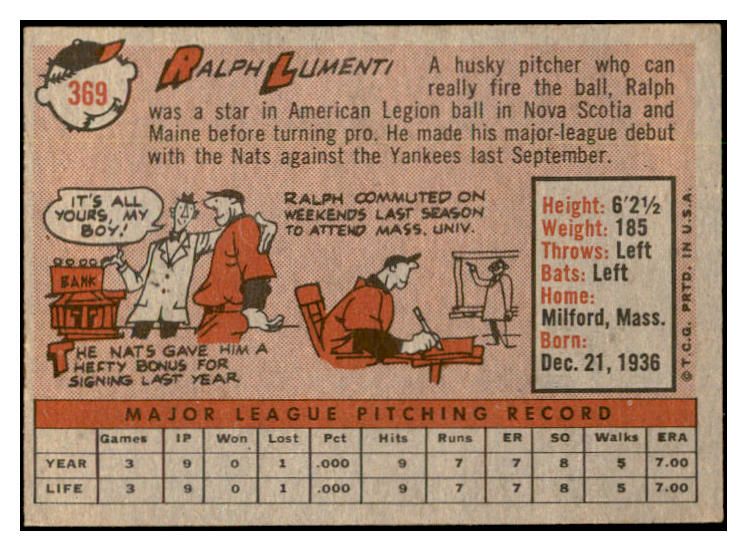 369
RALPH LUMENTI
A husky pitcher who can
really fire the ball, Ralph
was a star in American Legion ball in Nova Scotia and
Maine before turning pro. He made his major-league debut
with the Nats against the Yankees last September.
IT'S ALL
YOURS, MY
BOY!
BANK
THE NATS GAVE HIM A
HEFTY BONUS FOR
SIGNING LAST YEAR
RALPH COMMUTED ON
WEEKENDS LAST SEASON
TO ATTEND MASS. UNIV.
Height: 6'2½
Weight: 185
Throws: Left
Bats: Left
Home:
Milford, Mass.
Born:
Dec. 21, 1936
© T.C.G. PRTD. IN U.S.A.
MAJOR LEAGUE PITCHING RECORD
Games IP Won Lost Pct Hits Runs ER SO Walks ERA
YEAR 3 9 0 1 .000 9 7 7 8 5 7.00
LIFE 3 9 0 1 .000 9 7 7 8 5 7.00